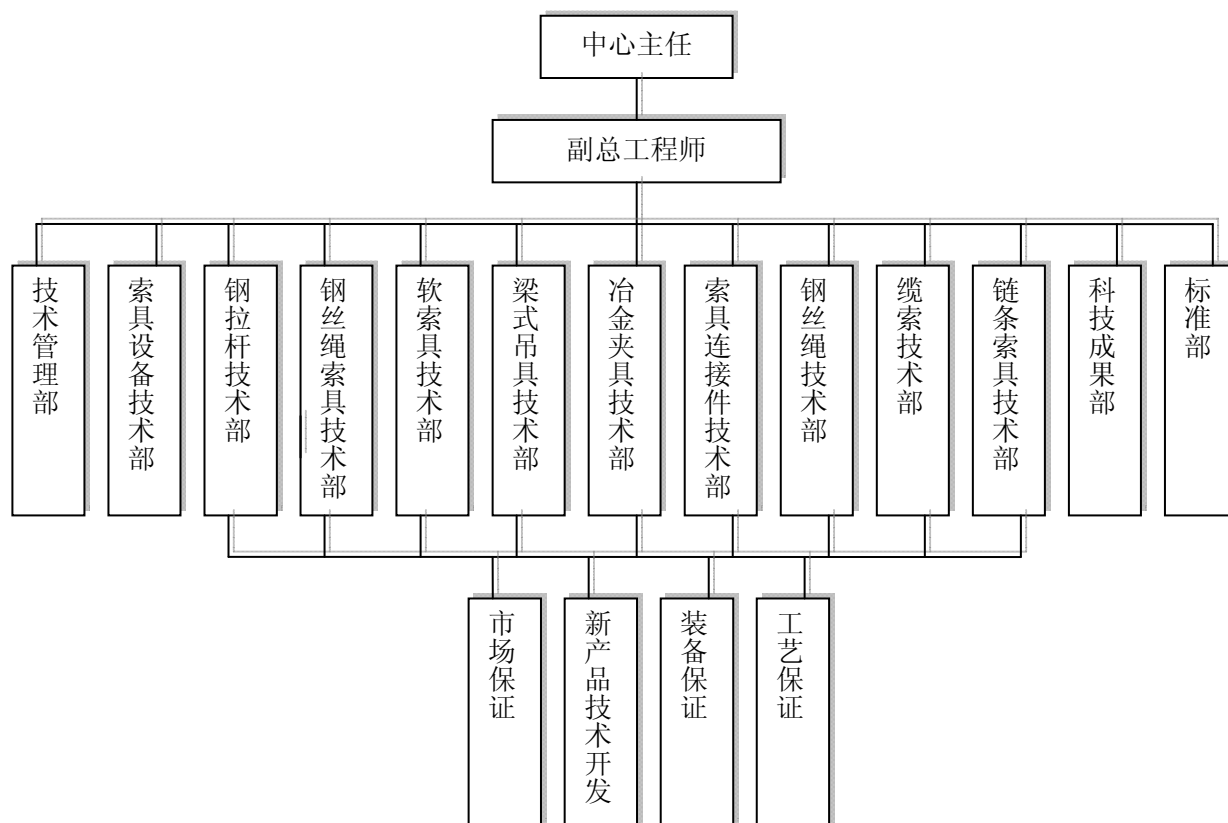 中心主任
副总工程师
技术管理部
索具设备技术部
钢拉杆技术部
钢丝绳索具技术部
软索具技术部
梁式吊具技术部
冶金夹具技术部
索具连接件技术部
钢丝绳技术部
缆索技术部
链条索具技术部
科技成果部
标准部
市场保证
新产品技术开发
装备保证
工艺保证